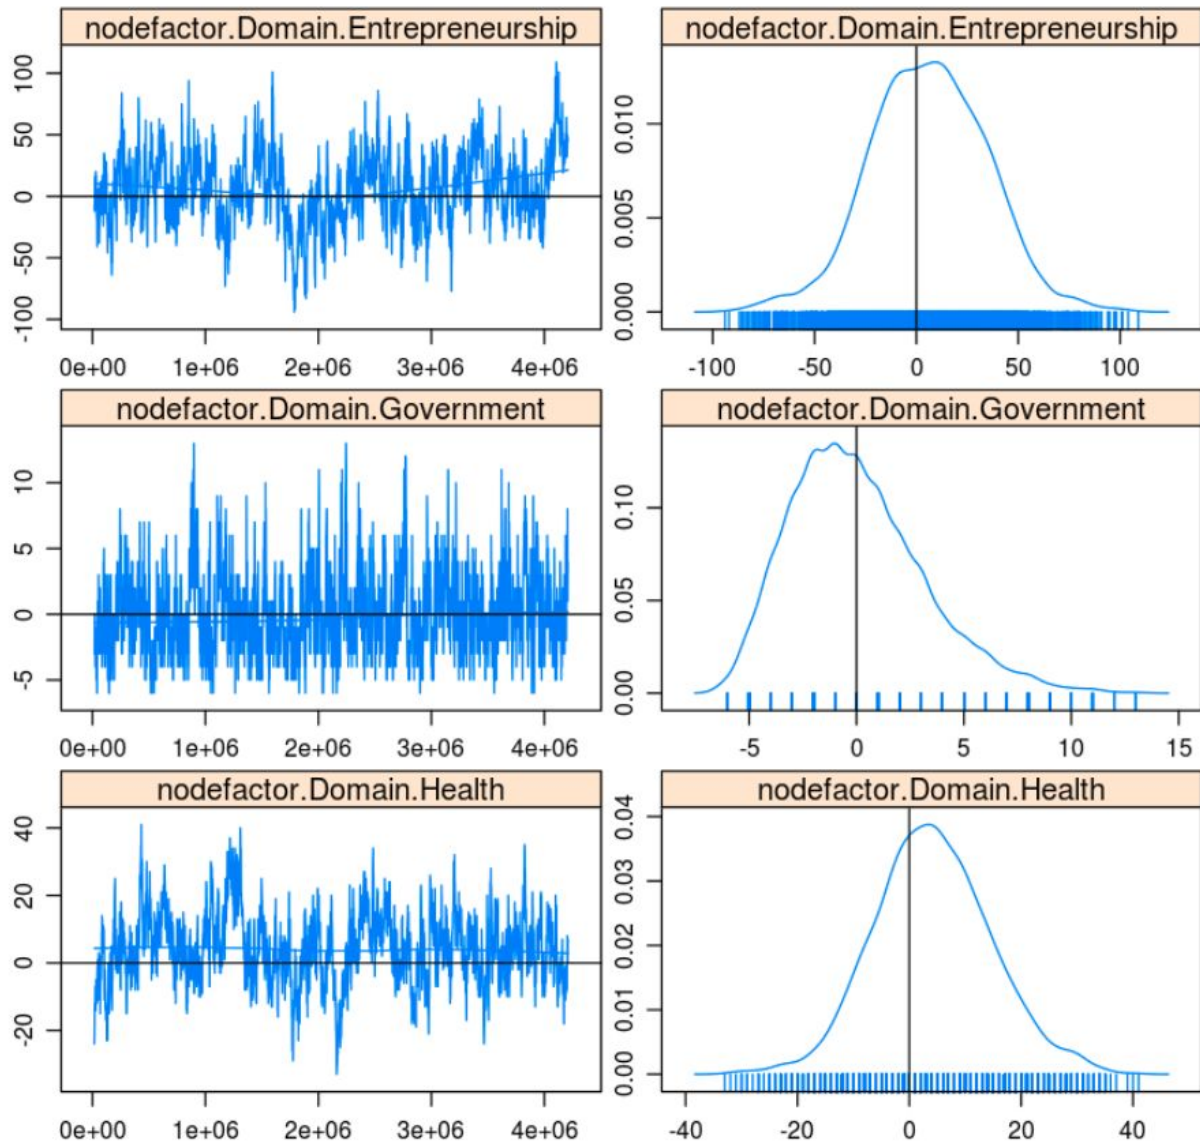 nodefactor.Domain.Entrepreneurship nodefactor.Domain.Entrepreneurship
100
50
0
-50
-100
0e+00 1e+06 2e+06 3e+06 4e+06
0.010
0.005
0.000
-100 -50 0 50 100
nodefactor.Domain.Government nodefactor.Domain.Government
10
5
0
-5
0e+00 1e+06 2e+06 3e+06 4e+06
0.10
0.05
0.00
-5 0 5 10 15
nodefactor.Domain.Health nodefactor.Domain.Health
40
20
0
-20
0e+00 1e+06 2e+06 3e+06 4e+06
0.04
0.03
0.02
0.01
0.00
-40 -20 0 20 40